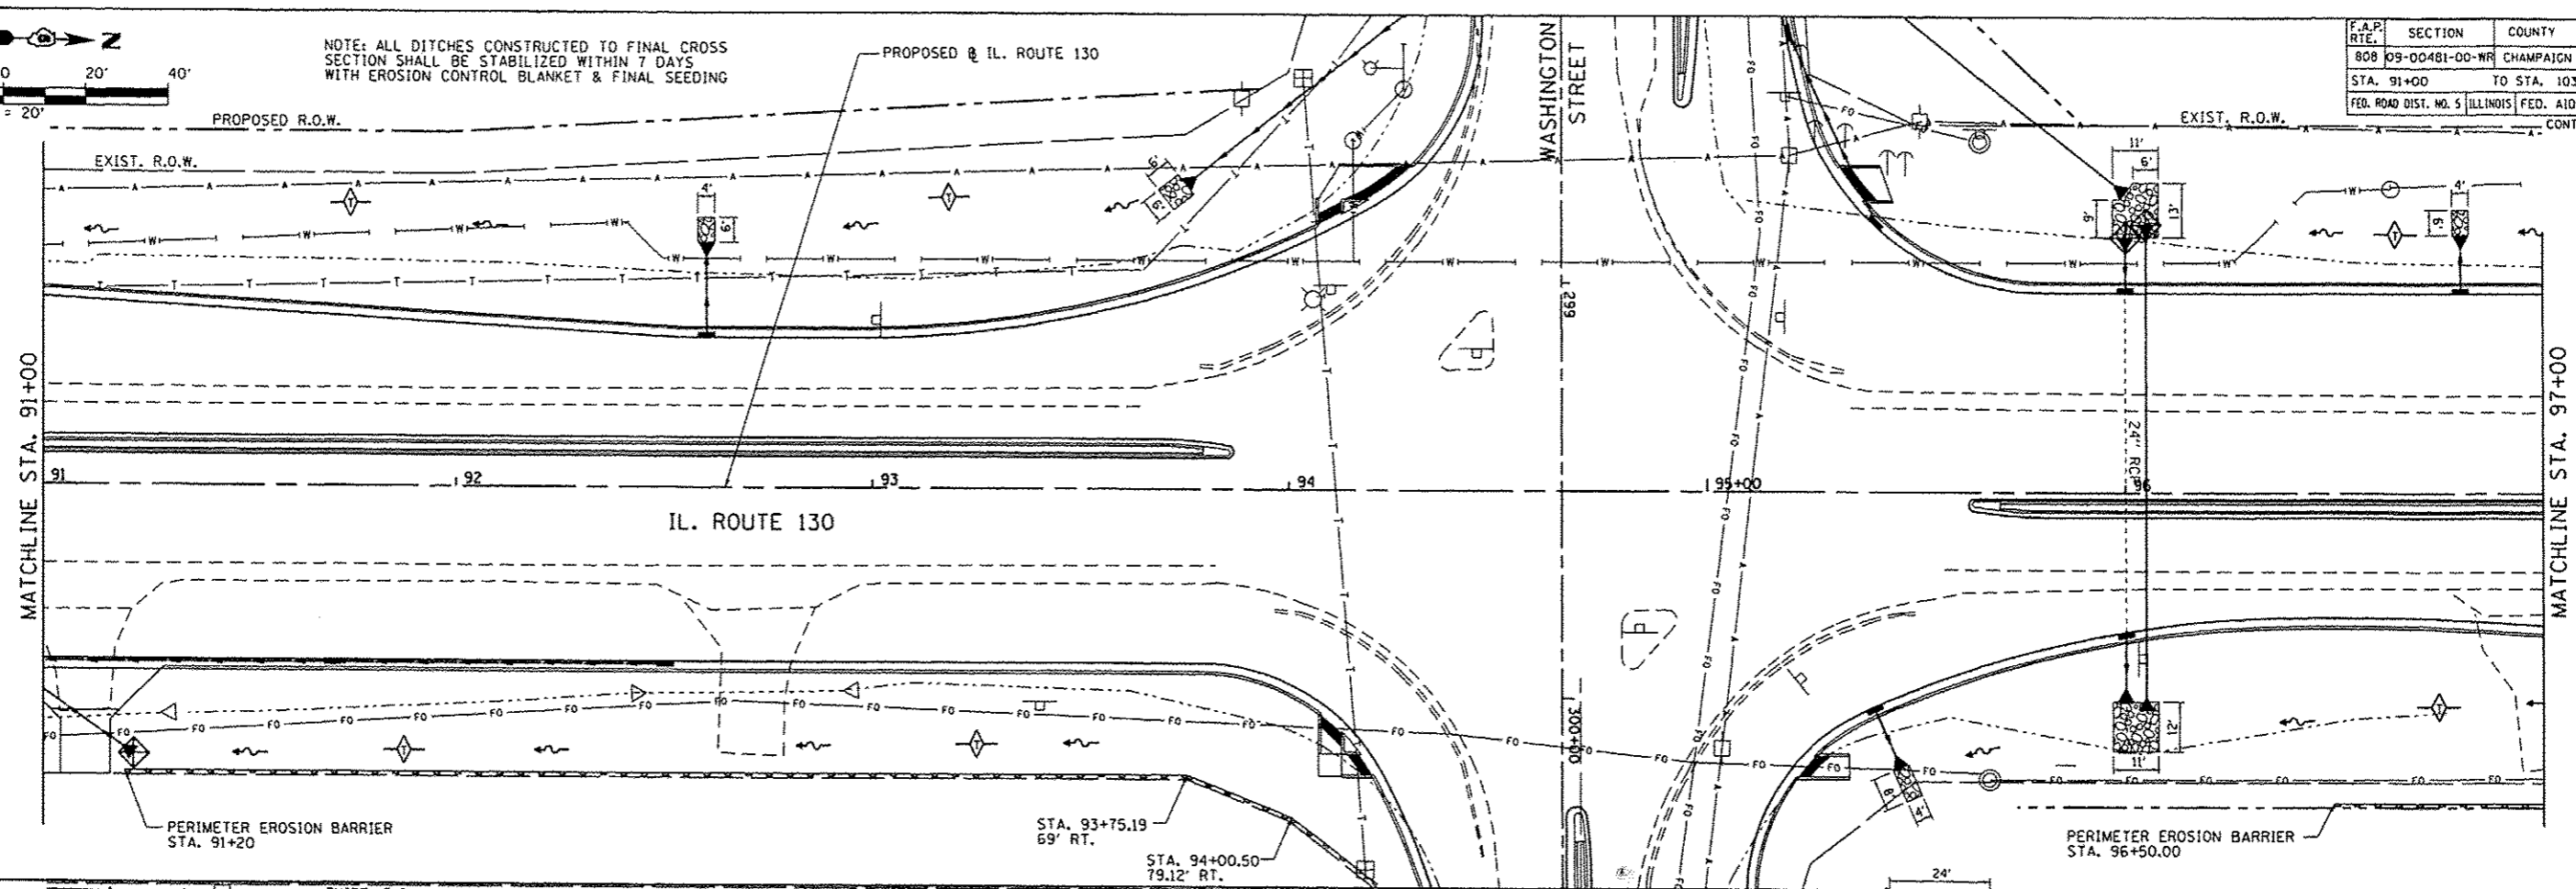 N
0 20' 40'
= 20'
NOTE: ALL DITCHES CONSTRUCTED TO FINAL CROSS
SECTION SHALL BE STABILIZED WITHIN 7 DAYS
WITH EROSION CONTROL BLANKET & FINAL SEEDING
PROPOSED ℄ IL. ROUTE 130
WASHINGTON
STREET
F.A.P. RTE. SECTION COUNTY
808 09-00481-00-WR CHAMPAIGN
STA. 91+00 TO STA. 103
FED. ROAD DIST. NO. 5 ILLINOIS FED. AID
CONT
PROPOSED R.O.W.
EXIST. R.O.W.
EXIST. R.O.W.
4'
6'
6'
6'
11'
6'
6'
13'
4'
6'
299
MATCHLINE STA. 91+00
MATCHLINE STA. 97+00
24" RCP
91
92
93
94
95+00
96
IL. ROUTE 130
300+00
12'
11'
8'
4'
PERIMETER EROSION BARRIER
STA. 91+20
STA. 93+75.19
69' RT.
STA. 94+00.50
79.12' RT.
PERIMETER EROSION BARRIER
STA. 96+50.00
24'